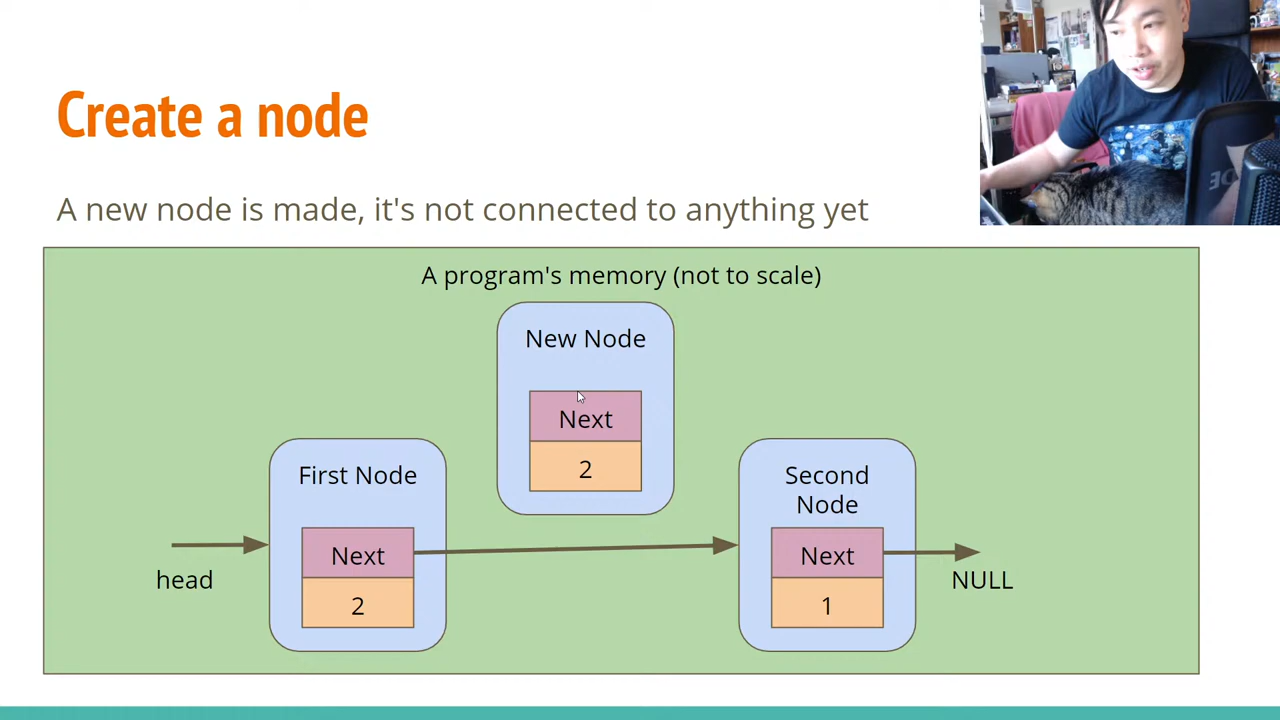 Create a node
A new node is made, it's not connected to anything yet
A program's memory (not to scale)
New Node
Next
2
First Node
Next
2
Second
Node
Next
1
head
NULL